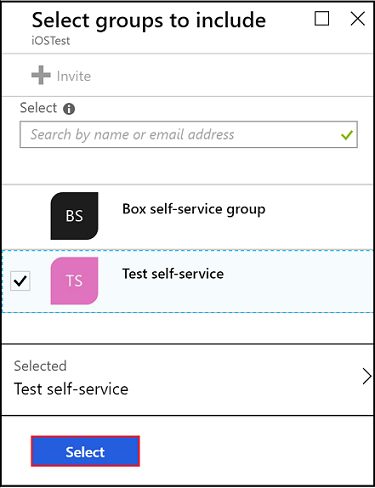 Select groups to include
iOSTest
Invite
Select
Search by name or email address
BS
Box self-service group
TS
Test self-service
Selected
Test self-service
Select